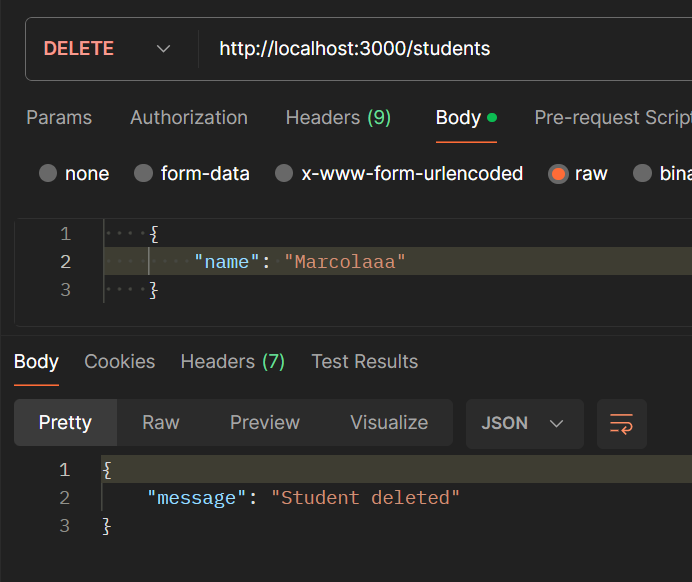 DELETE http://localhost:3000/students
Params Authorization Headers (9) Body Pre-request Scrip
none form-data x-www-form-urlencoded raw bina
1 {
2 "name": "Marcolaaa"
3 }
Body Cookies Headers (7) Test Results
Pretty Raw Preview Visualize JSON
1 {
2 "message": "Student deleted"
3 }